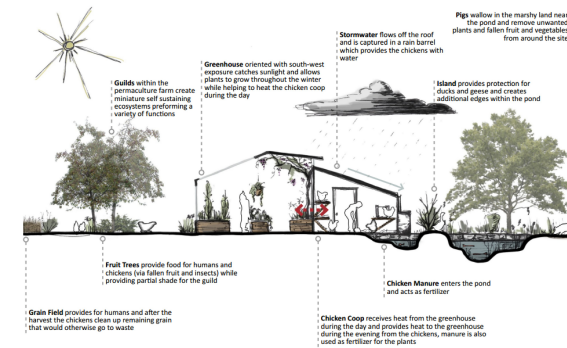 Pigs wallow in the marshy land near
the pond and remove unwanted
plants and fallen fruit and vegetables
from around the site
Stormwater flows off the roof
and is captured in a rain barrel
which provides the chickens with
water
Greenhouse oriented with south-west
exposure catches sunlight and allows
plants to grow throughout the winter
while helping to heat the chicken coop
during the day
Guilds within the
permaculture farm create
miniature self sustaining
ecosystems preforming a
variety of functions
Island provides protection for
ducks and geese and creates
additional edges within the pond
Fruit Trees provide food for humans and
chickens (via fallen fruit and insects) while
providing partial shade for the guild
Chicken Manure enters the pond
and acts as fertilizer
Grain Field provides for humans and after the
harvest the chickens clean up remaining grain
that would otherwise go to waste
Chicken Coop receives heat from the greenhouse
during the day and provides heat to the greenhouse
during the evening from the chickens, manure is also
used as fertilizer for the plants